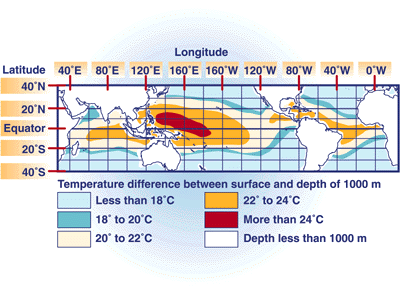 Longitude
Latitude 40°E 80°E 120°E 160°E 160°W 120°W 80°W 40°W 0°W
40°N
20°N
Equator
20°S
40°S
Temperature difference between surface and depth of 1000 m
Less than 18°C 22° to 24°C
18° to 20°C More than 24°C
20° to 22°C Depth less than 1000 m